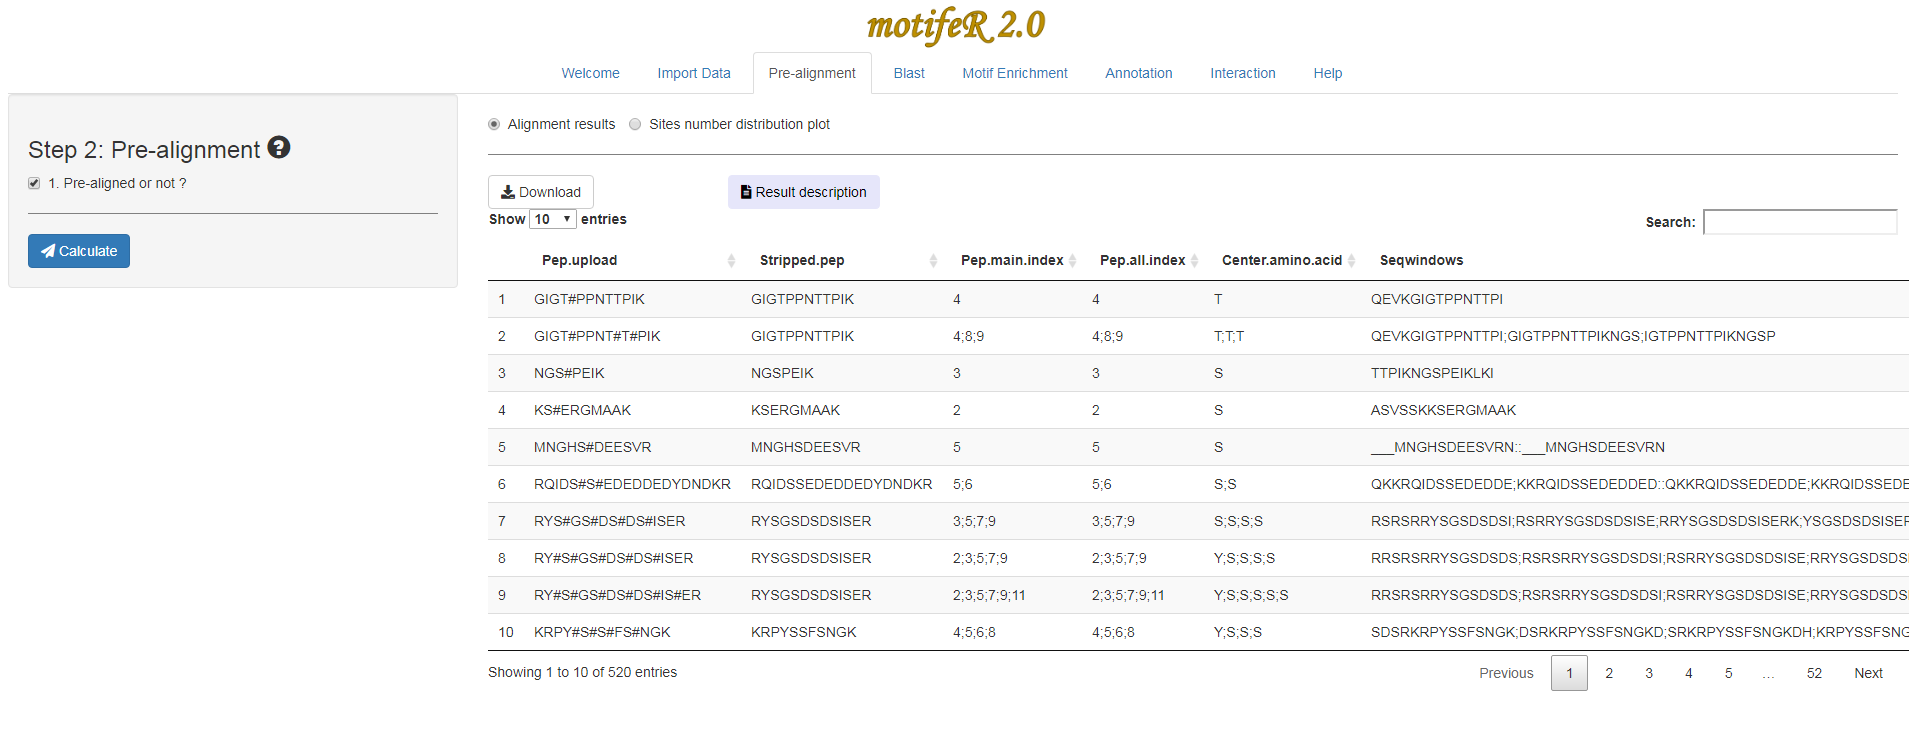 motifeR 2.0
Welcome Import Data Pre-alignment Blast Motif Enrichment Annotation Interaction Help
Step 2: Pre-alignment ?
1. Pre-aligned or not ?
Calculate
Alignment results Sites number distribution plot
Download Result description
Show 10 entries Search:
Pep.upload Stripped.pep Pep.main.index Pep.all.index Center.amino.acid Seqwindows
1 GIGT#PPNTTPIK GIGTPPNTTPIK 4 4 T QEVKGIGTPPNTTPI
2 GIGT#PPNT#T#PIK GIGTPPNTTPIK 4;8;9 4;8;9 T;T;T QEVKGIGTPPNTTPI;GIGTPPNTTPIKNGS;IGTPPNTTPIKNGSP
3 NGS#PEIK NGSPEIK 3 3 S TTPIKNGSPEIKLKI
4 KS#ERGMAAK KSERGMAAK 2 2 S ASVSSKKSERGMAAK
5 MNGHS#DEESVR MNGHSDEESVR 5 5 S ___MNGHSDEESVRN::___MNGHSDEESVRN
6 RQIDS#S#EDEDDEDYDNDKR RQIDSSEDEDDEDYDNDKR 5;6 5;6 S;S QKKRQIDSSEDEDDE;KKRQIDSSEDEDDED::QKKRQIDSSEDEDDE;KKRQIDSSEDE
7 RYS#GS#DS#DS#ISER RYSGSDSDSISER 3;5;7;9 3;5;7;9 S;S;S;S RSRSRRYSGSDSDSI;RSRRYSGSDSDSISE;RRYSGSDSDSISERK;YSGSDSDSISER
8 RY#S#GS#DS#DS#ISER RYSGSDSDSISER 2;3;5;7;9 2;3;5;7;9 Y;S;S;S;S RRSRSRRYSGSDSDS;RSRSRRYSGSDSDSI;RSRRYSGSDSDSISE;RRYSGSDSDS
9 RY#S#GS#DS#DS#IS#ER RYSGSDSDSISER 2;3;5;7;9;11 2;3;5;7;9;11 Y;S;S;S;S;S RRSRSRRYSGSDSDS;RSRSRRYSGSDSDSI;RSRRYSGSDSDSISE;RRYSGSDSDS
10 KRPY#S#S#FS#NGK KRPYSSFSNGK 4;5;6;8 4;5;6;8 Y;S;S;S SDSRKRPYSSFSNGK;DSRKRPYSSFSNGKD;SRKRPYSSFSNGKDH;KRPYSSFSNG
Showing 1 to 10 of 520 entries Previous 1 2 3 4 5 … 52 Next